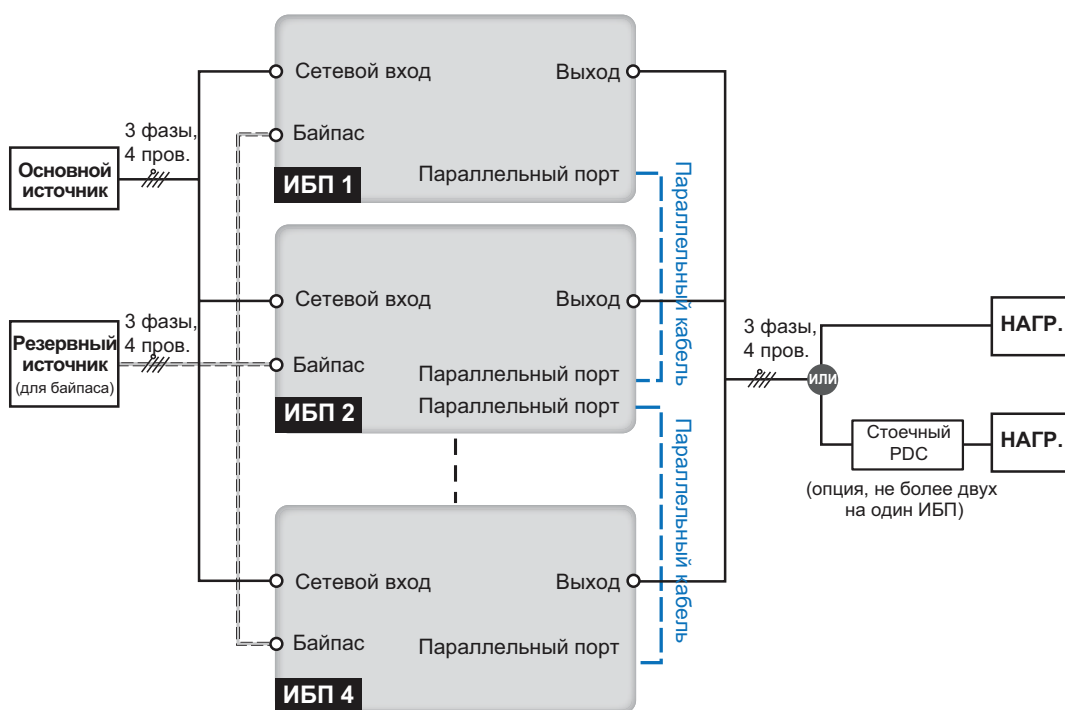 Сетевой вход
Выход
3 фазы,
4 пров.
Байпас
Основной
источник
ИБП 1
Параллельный порт
Параллельный кабель
Сетевой вход
Выход
3 фазы,
4 пров.
Резервный
источник
(для байпаса)
Байпас
Параллельный порт
ИБП 2
Параллельный порт
Параллельный кабель
3 фазы,
4 пров.
ИЛИ
НАГР.
Стоечный
PDC
НАГР.
(опция, не более двух
на один ИБП)
Сетевой вход
Выход
Байпас
Параллельный порт
ИБП 4